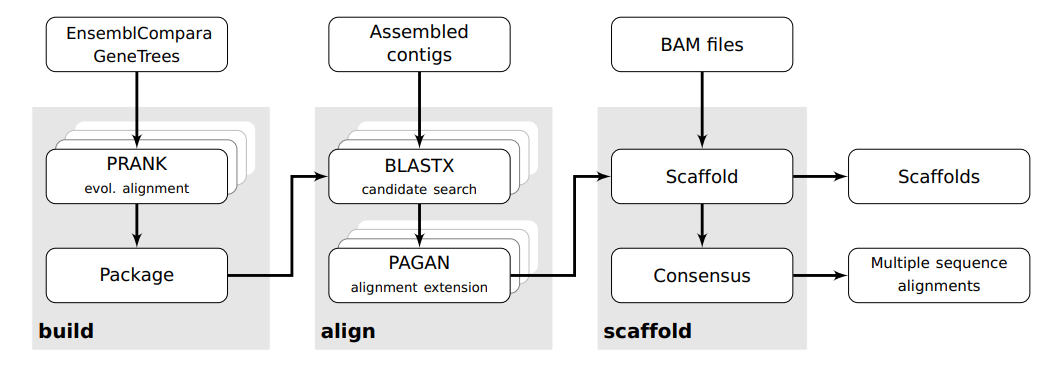 EnsemblCompara
GeneTrees
Assembled
contigs
BAM files
PRANK
evol. alignment
Package
build
BLASTX
candidate search
PAGAN
alignment extension
align
Scaffold
Consensus
scaffold
Scaffolds
Multiple sequence
alignments